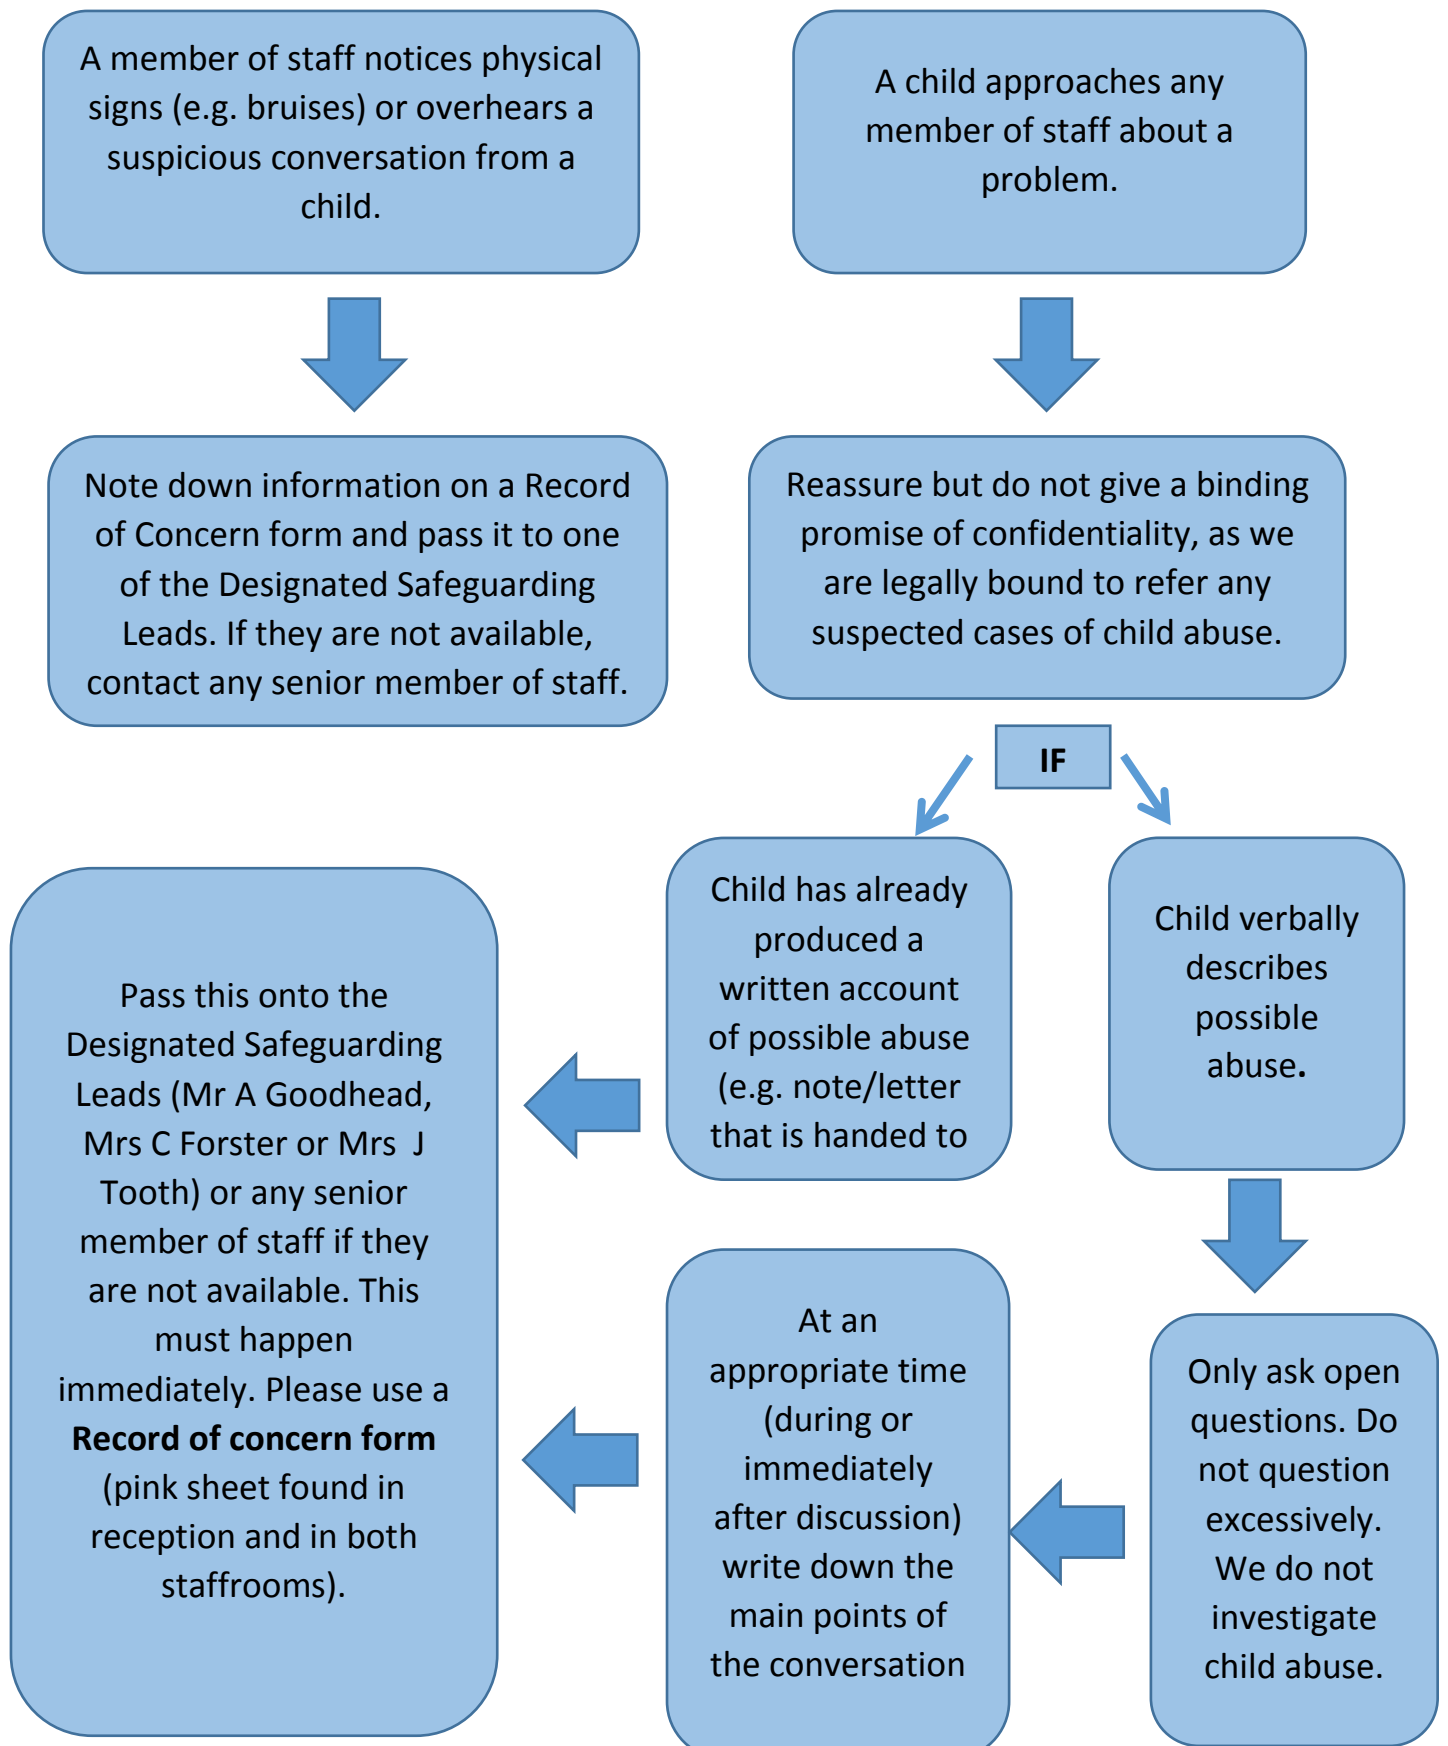 A member of staff notices physical
signs (e.g. bruises) or overhears a
suspicious conversation from a
child.
A child approaches any
member of staff about a
problem.
Note down information on a Record
of Concern form and pass it to one
of the Designated Safeguarding
Leads. If they are not available,
contact any senior member of staff.
Reassure but do not give a binding
promise of confidentiality, as we
are legally bound to refer any
suspected cases of child abuse.
IF
Child has already
produced a
written account
of possible abuse
(e.g. note/letter
that is handed to
Child verbally
describes
possible
abuse.
Pass this onto the
Designated Safeguarding
Leads (Mr A Goodhead,
Mrs C Forster or Mrs  J
Tooth) or any senior
member of staff if they
are not available. This
must happen
immediately. Please use a
Record of concern form
(pink sheet found in
reception and in both
staffrooms).
At an
appropriate time
(during or
immediately
after discussion)
write down the
main points of
the conversation
Only ask open
questions. Do
not question
excessively.
We do not
investigate
child abuse.